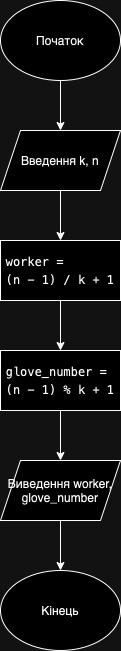 Початок
Введення k, n
worker =
(n - 1) / k + 1
glove_number =
(n - 1) % k + 1
Виведення worker,
glove_number
Кінець